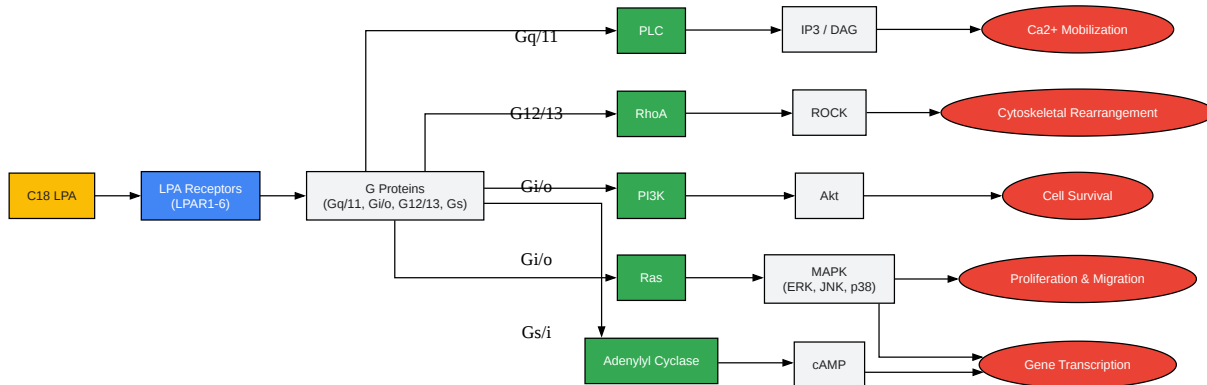 Gq/11
PLC
IP3 / DAG
Ca2+ Mobilization
G12/13
RhoA
ROCK
Cytoskeletal Rearrangement
C18 LPA
LPA Receptors
(LPAR1-6)
G Proteins
(Gq/11, Gi/o, G12/13, Gs)
Gi/o
PI3K
Akt
Cell Survival
Gi/o
Ras
MAPK
(ERK, JNK, p38)
Proliferation & Migration
Gs/i
Adenylyl Cyclase
cAMP
Gene Transcription